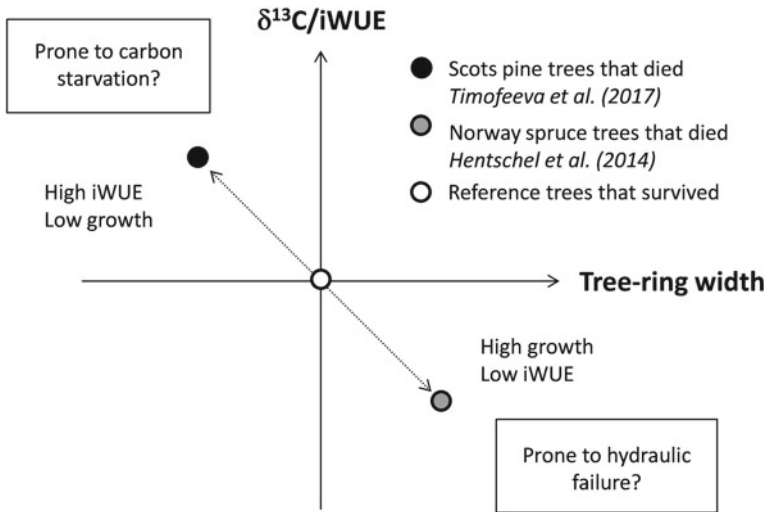 δ¹³C/iWUE
Prone to carbon
starvation?
Scots pine trees that died
Timofeeva et al. (2017)
Norway spruce trees that died
Hentschel et al. (2014)
Reference trees that survived
High iWUE
Low growth
Tree-ring width
High growth
Low iWUE
Prone to hydraulic
failure?